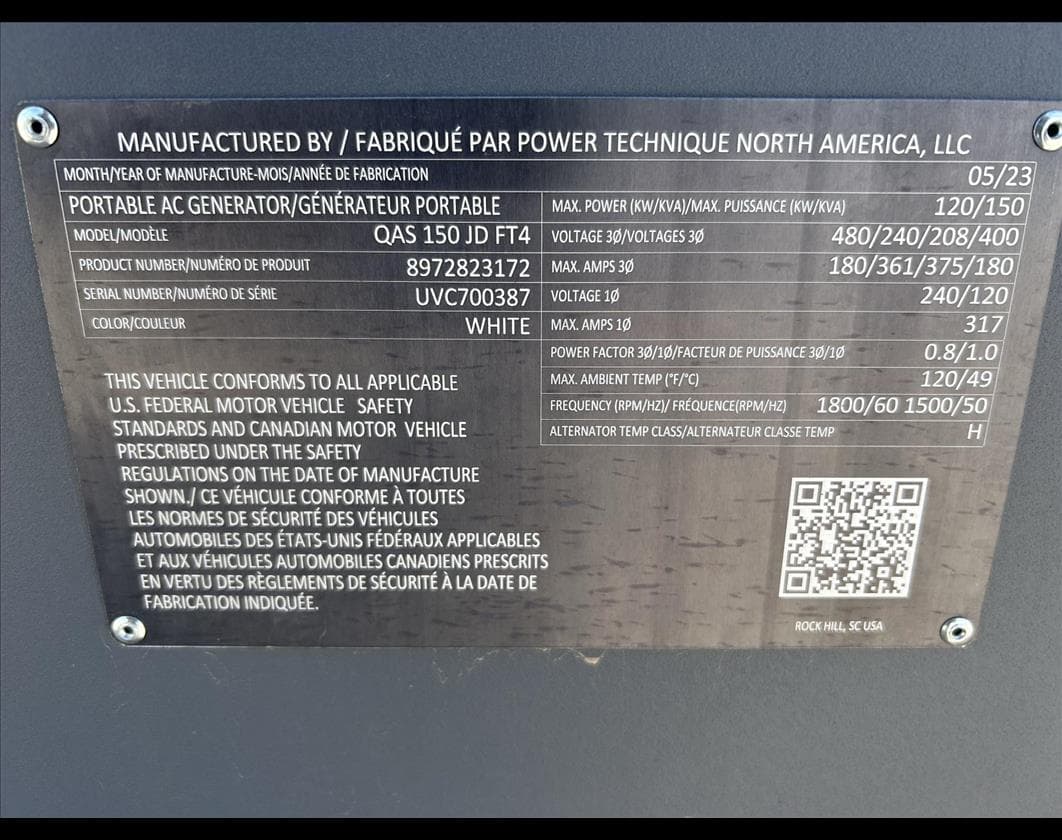 MANUFACTURED BY / FABRIQUÉ PAR POWER TECHNIQUE NORTH AMERICA, LLC
MONTH/YEAR OF MANUFACTURE-MOIS/ANNÉE DE FABRICATION 05/23
PORTABLE AC GENERATOR/GÉNÉRATEUR PORTABLE
MODEL/MODÈLE QAS 150 JD FT4
PRODUCT NUMBER/NUMÉRO DE PRODUIT 8972823172
SERIAL NUMBER/NUMÉRO DE SÉRIE UVC700387
COLOR/COULEUR WHITE
MAX. POWER (KW/KVA)/MAX. PUISSANCE (KW/KVA) 120/150
VOLTAGE 3Ø/VOLTAGES 3Ø 480/240/208/400
MAX. AMPS 3Ø 180/361/375/180
VOLTAGE 1Ø 240/120
MAX. AMPS 1Ø 317
POWER FACTOR 3Ø/1Ø/FACTEUR DE PUISSANCE 3Ø/1Ø 0.8/1.0
MAX. AMBIENT TEMP (°F/°C) 120/49
FREQUENCY (RPM/HZ)/ FRÉQUENCE(RPM/HZ) 1800/60 1500/50
ALTERNATOR TEMP CLASS/ALTERNATEUR CLASSE TEMP H
THIS VEHICLE CONFORMS TO ALL APPLICABLE
U.S. FEDERAL MOTOR VEHICLE SAFETY
STANDARDS AND CANADIAN MOTOR VEHICLE
PRESCRIBED UNDER THE SAFETY
REGULATIONS ON THE DATE OF MANUFACTURE
SHOWN./ CE VÉHICULE CONFORME À TOUTES
LES NORMES DE SÉCURITÉ DES VÉHICULES
AUTOMOBILES DES ÉTATS-UNIS FÉDÉRAUX APPLICABLES
ET AUX VÉHICULES AUTOMOBILES CANADIENS PRESCRITS
EN VERTU DES RÈGLEMENTS DE SÉCURITÉ À LA DATE DE
FABRICATION INDIQUÉE.
ROCK HILL, SC USA